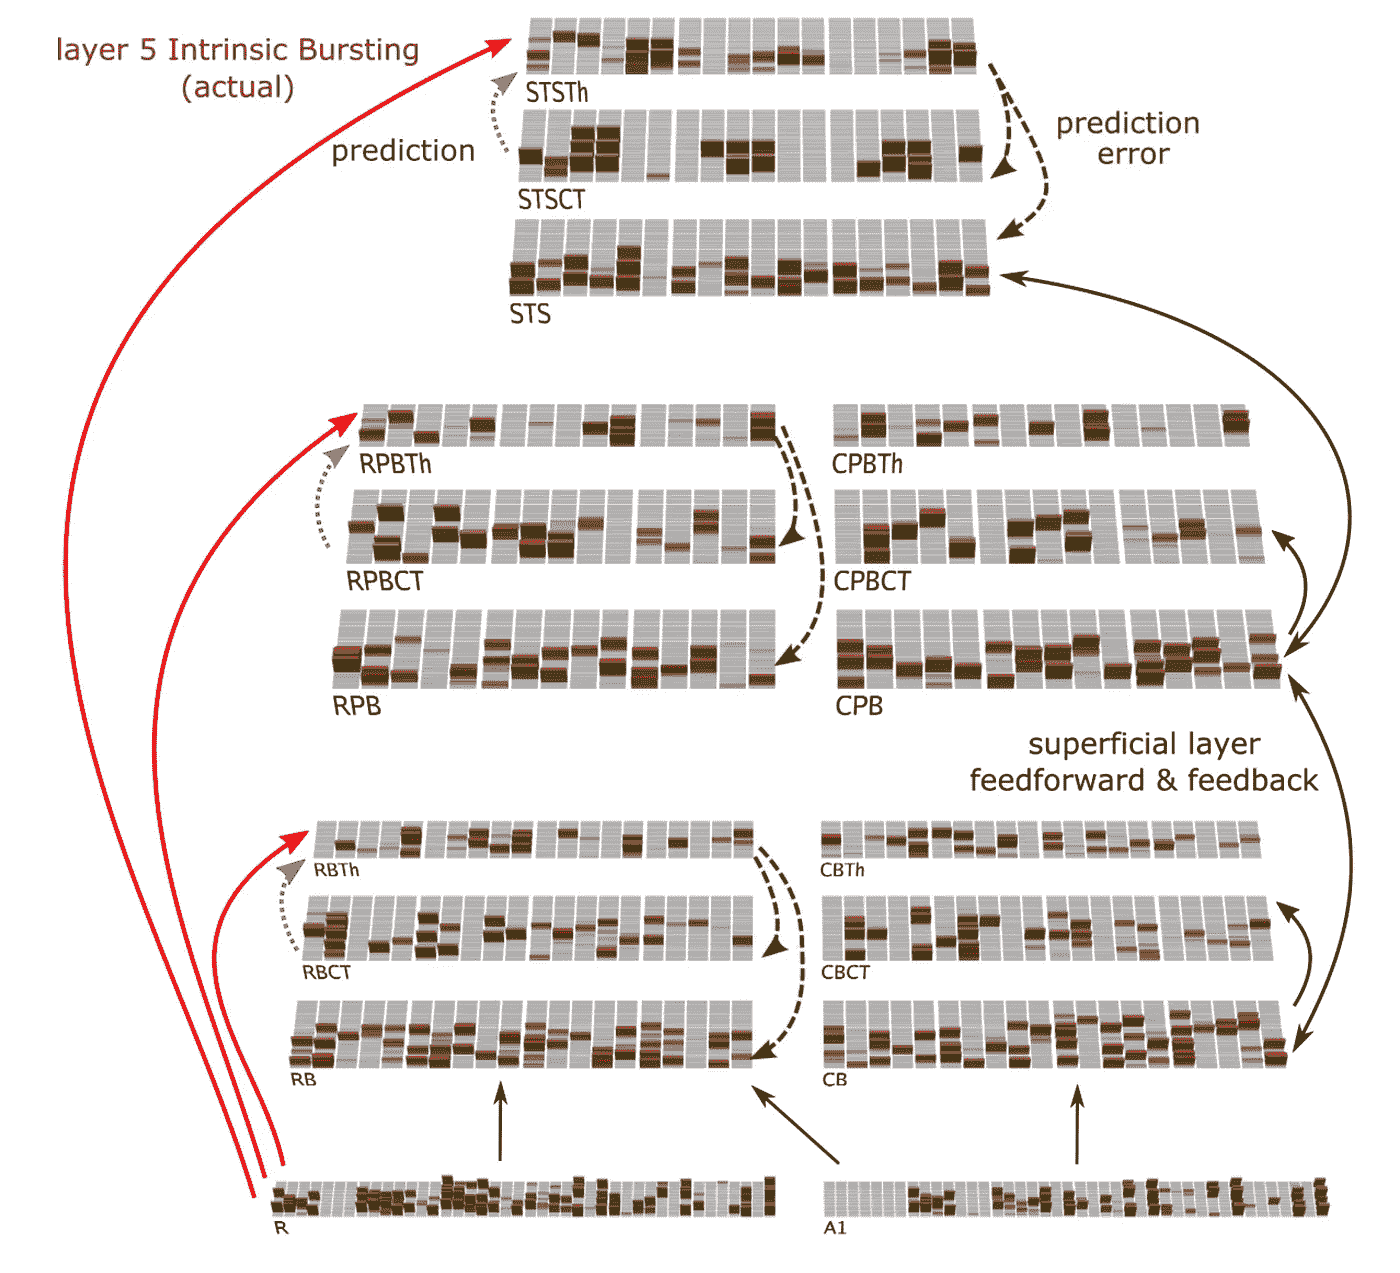 layer 5 Intrinsic Bursting
(actual)
STSTh
prediction
prediction
error
STSCT
STS
RPBTh
CPBTh
RPBCT
CPBCT
RPB
CPB
superficial layer
feedforward & feedback
RBTh
CBTh
RBCT
CBCT
RB
CB
R
A1